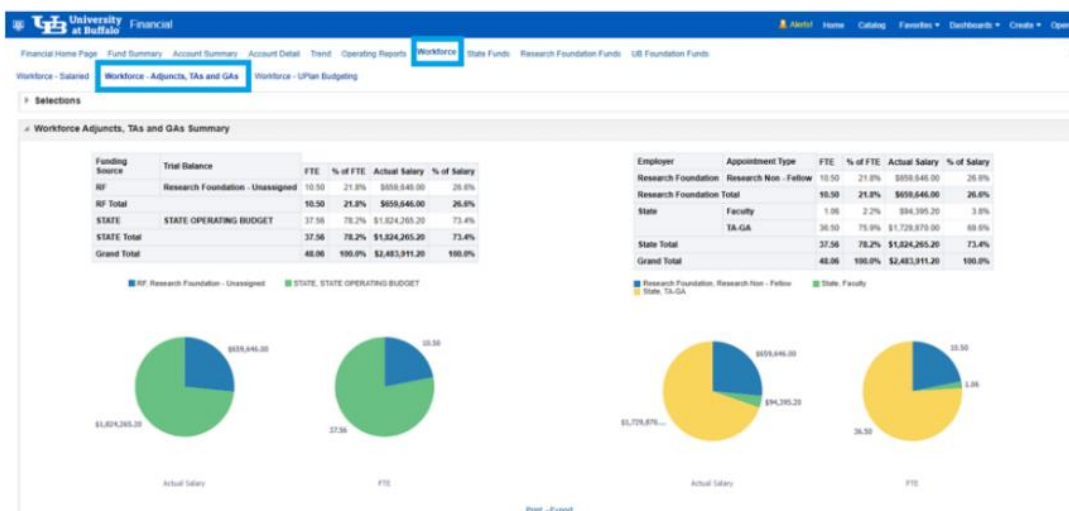 University at Buffalo Financial
Alerts! Home Catalog Favorites Dashboards Create Open
Financial Home Page Fund Summary Account Summary Account Detail Trend Operating Reports Workforce State Funds Research Foundation Funds UB Foundation Funds
Workforce - Salaried Workforce - Adjuncts, TAs and GAs Workforce - UPlan Budgeting
Selections
Workforce Adjuncts, TAs and GAs Summary
Funding Source Trial Balance FTE % of FTE Actual Salary % of Salary
RF Research Foundation - Unassigned 10.50 21.8% $659,646.00 26.6%
RF Total 10.50 21.8% $659,646.00 26.6%
STATE STATE OPERATING BUDGET 37.56 78.2% $1,824,265.20 73.4%
STATE Total 37.56 78.2% $1,824,265.20 73.4%
Grand Total 48.06 100.0% $2,483,911.20 100.0%
RF, Research Foundation - Unassigned STATE, STATE OPERATING BUDGET
$659,646.00
$1,824,265.20
Actual Salary
10.50
37.56
FTE
Employer Appointment Type FTE % of FTE Actual Salary % of Salary
Research Foundation Research Non - Fellow 10.50 21.8% $659,646.00 26.6%
Research Foundation Total 10.50 21.8% $659,646.00 26.6%
State Faculty 1.06 2.2% $94,395.20 3.8%
TA-GA 36.50 75.9% $1,729,870.00 69.6%
State Total 37.56 78.2% $1,824,265.20 73.4%
Grand Total 48.06 100.0% $2,483,911.20 100.0%
Research Foundation, Research Non - Fellow State, Faculty
State, TA-GA
$659,646.00
$94,395.20
$1,729,870....
Actual Salary
10.50
1.06
36.50
FTE
Print - Export